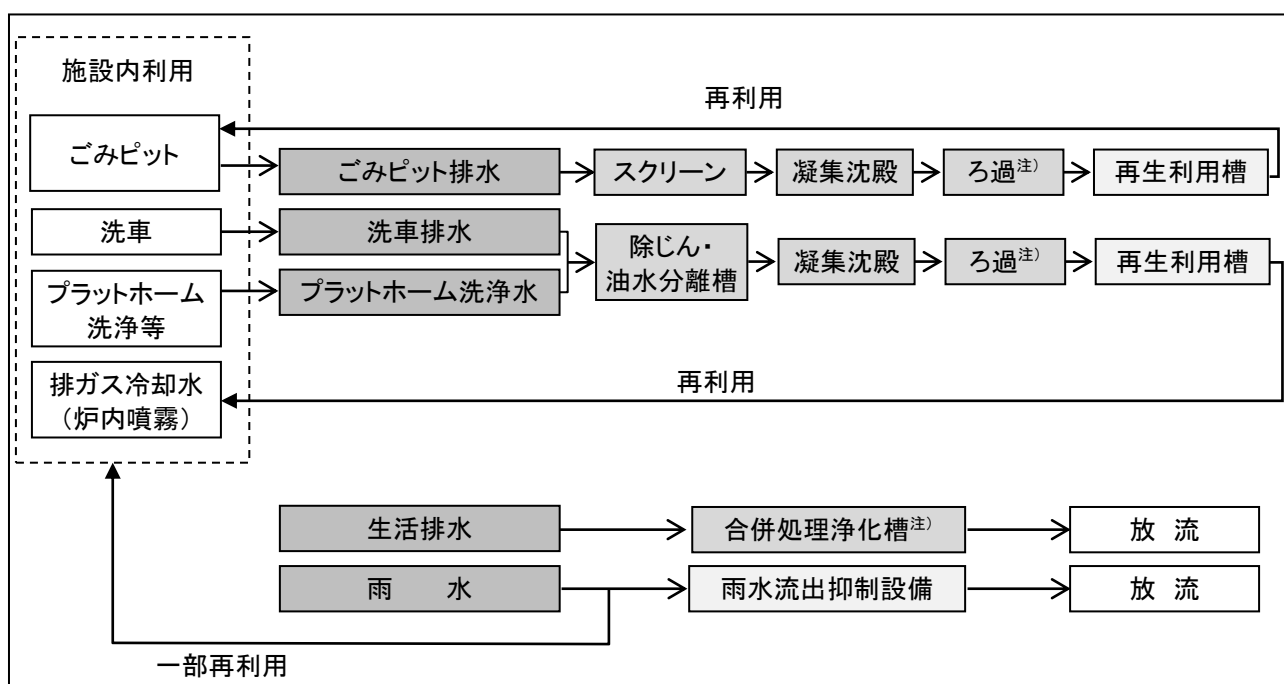 施設内利用
再利用
ごみピット
ごみピット排水
スクリーン
凝集沈殿
ろ過注)
再生利用槽
洗車
洗車排水
プラットホーム
洗浄等
プラットホーム洗浄水
除じん・
油水分離槽
凝集沈殿
ろ過注)
再生利用槽
排ガス冷却水
(炉内噴霧)
再利用
生活排水
合併処理浄化槽注)
放 流
雨 水
雨水流出抑制設備
放 流
一部再利用